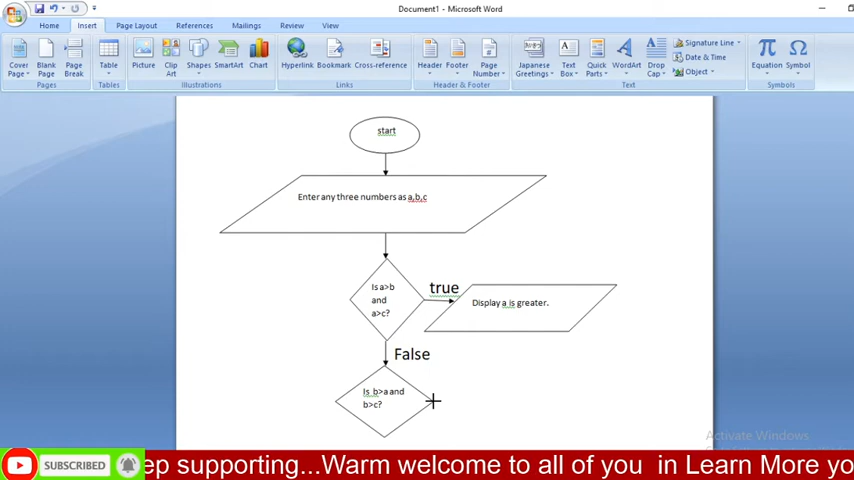 Document1 - Microsoft Word
Home Insert Page Layout References Mailings Review View
Cover Page Blank Page Page Break Table Picture Clip Art Shapes SmartArt Chart Hyperlink Bookmark Cross-reference Header Footer Page Number Japanese Greetings Text Box Quick Parts WordArt Drop Cap Signature Line Date & Time Object Equation Symbol
Pages Tables Illustrations Links Header & Footer Text Symbols
start
Enter any three numbers as a,b,c
Is a>b
and
a>c?
true
Display a is greater.
False
Is b>a and
b>c?
Activate Windows
SUBSCRIBED
ep supporting...Warm welcome to all of you in Learn More yo